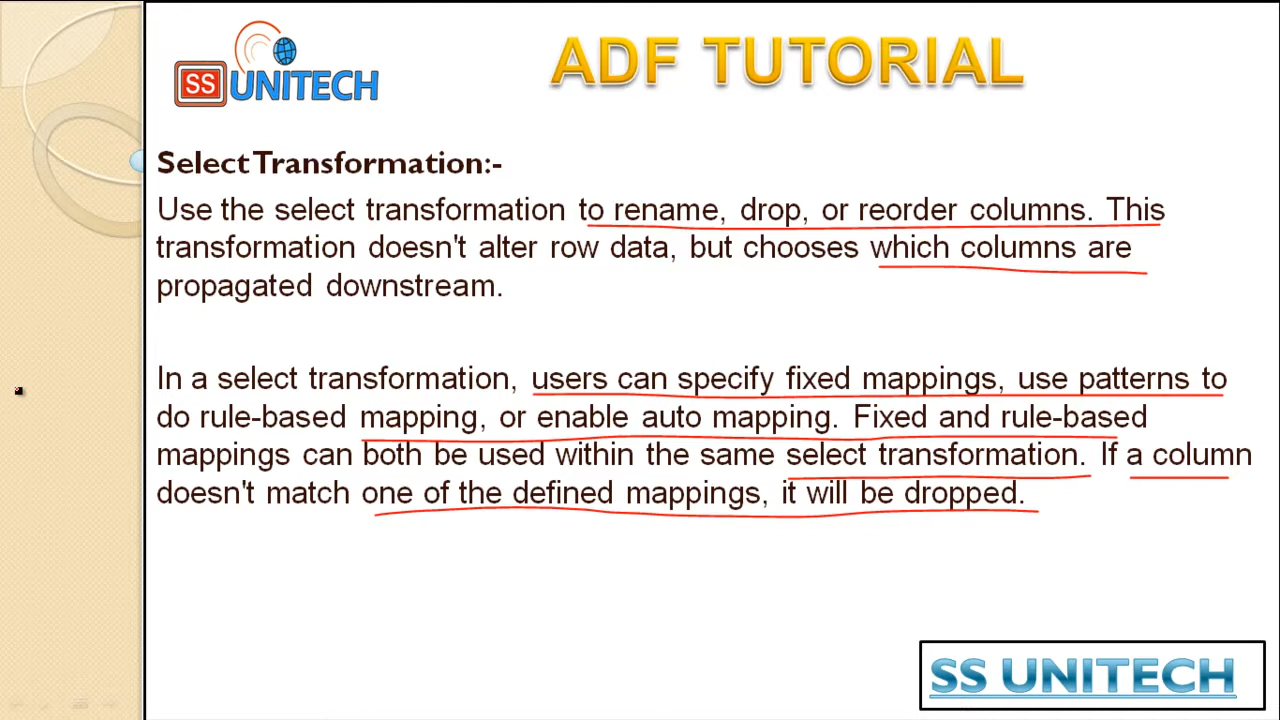 SS UNITECH
ADF TUTORIAL
Select Transformation:-
Use the select transformation to rename, drop, or reorder columns. This
transformation doesn't alter row data, but chooses which columns are
propagated downstream.
In a select transformation, users can specify fixed mappings, use patterns to
do rule-based mapping, or enable auto mapping. Fixed and rule-based
mappings can both be used within the same select transformation. If a column
doesn't match one of the defined mappings, it will be dropped.
SS UNITECH